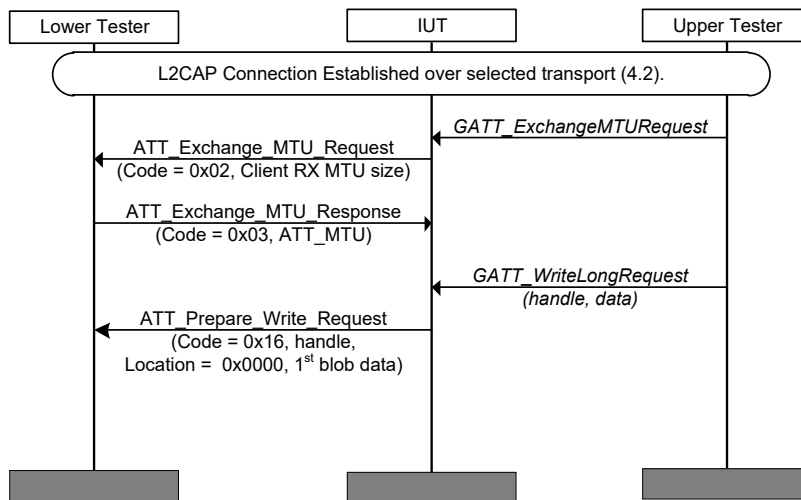 Lower Tester
IUT
Upper Tester
L2CAP Connection Established over selected transport (4.2).
GATT_ExchangeMTURequest
ATT_Exchange_MTU_Request
(Code = 0x02, Client RX MTU size)
ATT_Exchange_MTU_Response
(Code = 0x03, ATT_MTU)
GATT_WriteLongRequest
(handle, data)
ATT_Prepare_Write_Request
(Code = 0x16, handle,
Location = 0x0000, 1st blob data)